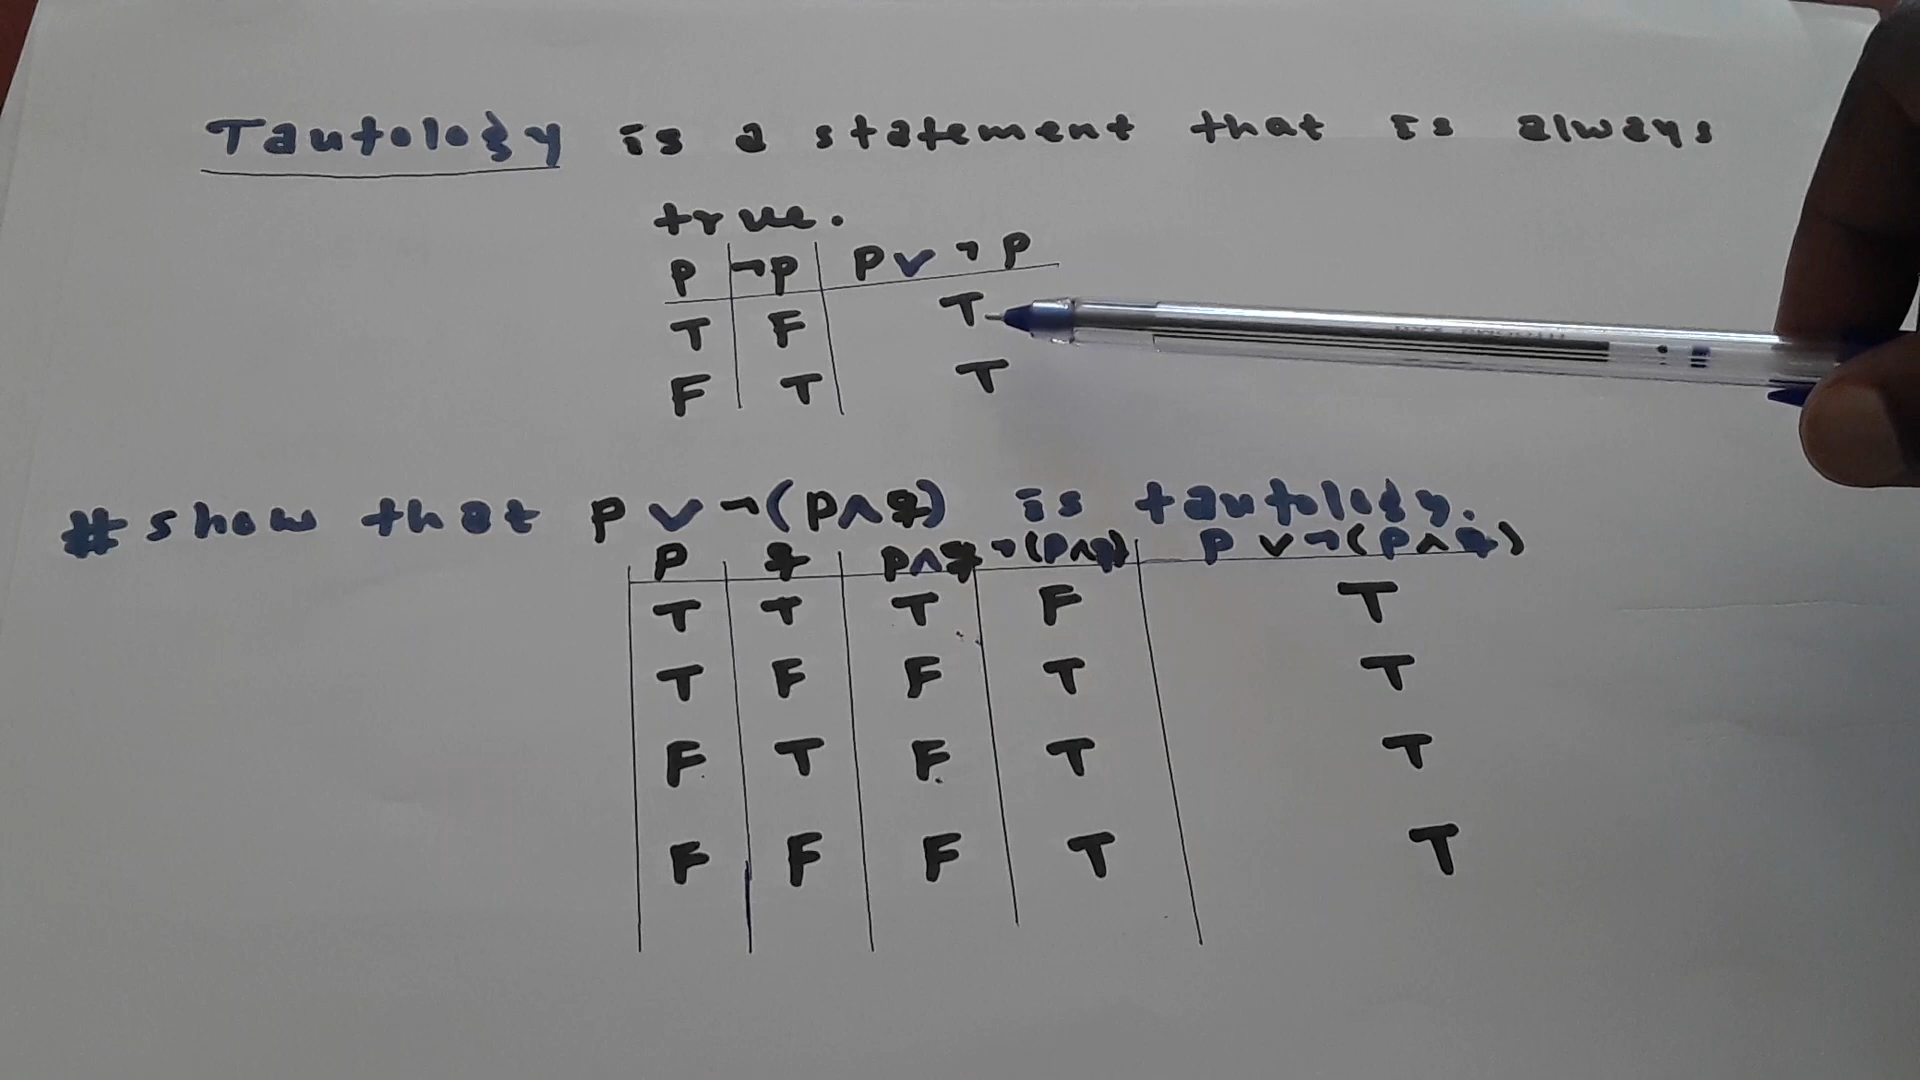 Tautology is a statement that is always
true.
P ¬P P ∨ ¬ P
T F T
F T T
# show that P ∨ ¬(P ∧ q) is tautology.
P q P∧q ¬(P∧q) P ∨ ¬(P ∧ q)
T T T F T
T F F T T
F T F T T
F F F T T